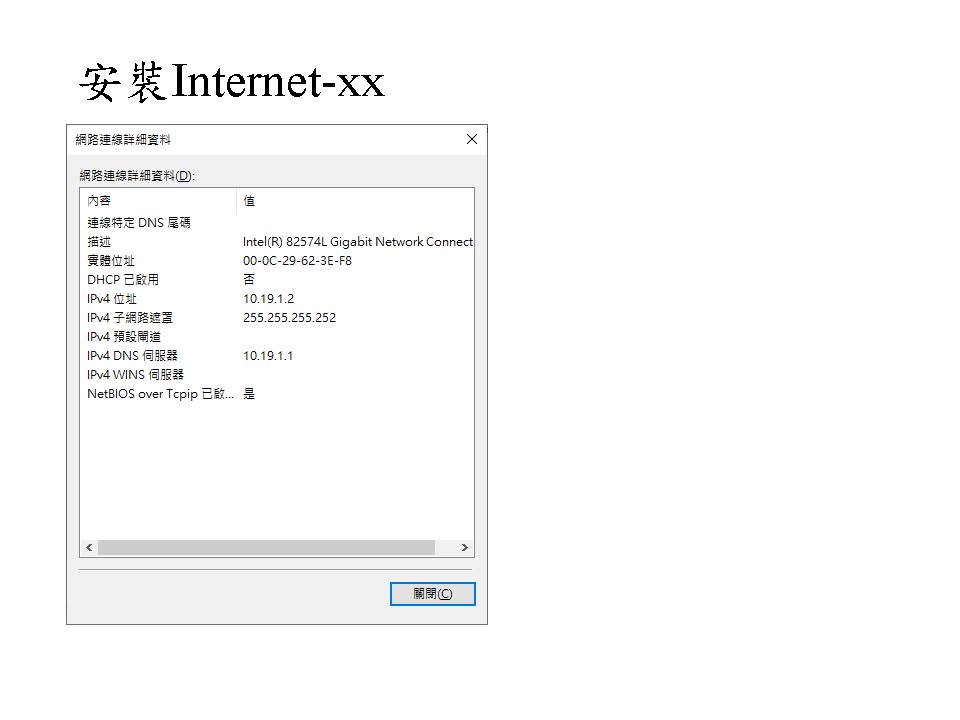 安裝Internet-xx
網路連線詳細資料
網路連線詳細資料(D):
內容 值
連線特定 DNS 尾碼
描述 Intel(R) 82574L Gigabit Network Connect
實體位址 00-0C-29-62-3E-F8
DHCP 已啟用 否
IPv4 位址 10.19.1.2
IPv4 子網路遮罩 255.255.255.252
IPv4 預設閘道
IPv4 DNS 伺服器 10.19.1.1
IPv4 WINS 伺服器
NetBIOS over Tcpip 已啟... 是
關閉(C)